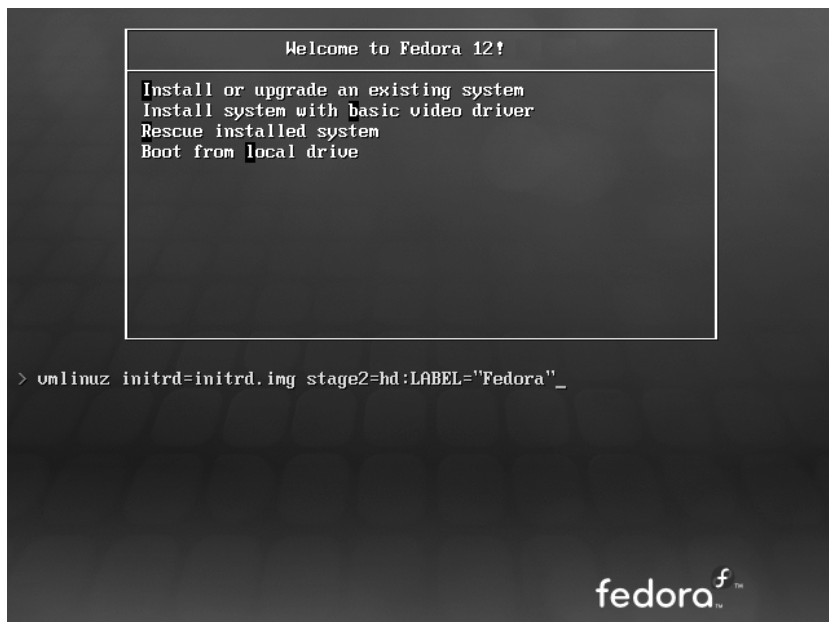 Welcome to Fedora 12!
Install or upgrade an existing system
Install system with basic video driver
Rescue installed system
Boot from local drive
> vmlinuz initrd=initrd.img stage2=hd:LABEL="Fedora"_
fedora™